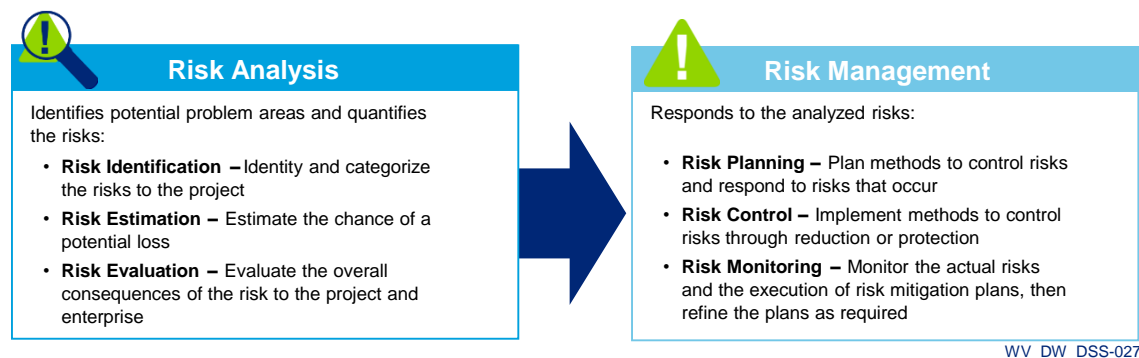 Risk Analysis
Identifies potential problem areas and quantifies
the risks:
• Risk Identification – Identity and categorize
the risks to the project
• Risk Estimation – Estimate the chance of a
potential loss
• Risk Evaluation – Evaluate the overall
consequences of the risk to the project and
enterprise
Risk Management
Responds to the analyzed risks:
• Risk Planning – Plan methods to control risks
and respond to risks that occur
• Risk Control – Implement methods to control
risks through reduction or protection
• Risk Monitoring – Monitor the actual risks
and the execution of risk mitigation plans, then
refine the plans as required
WV DW DSS-027